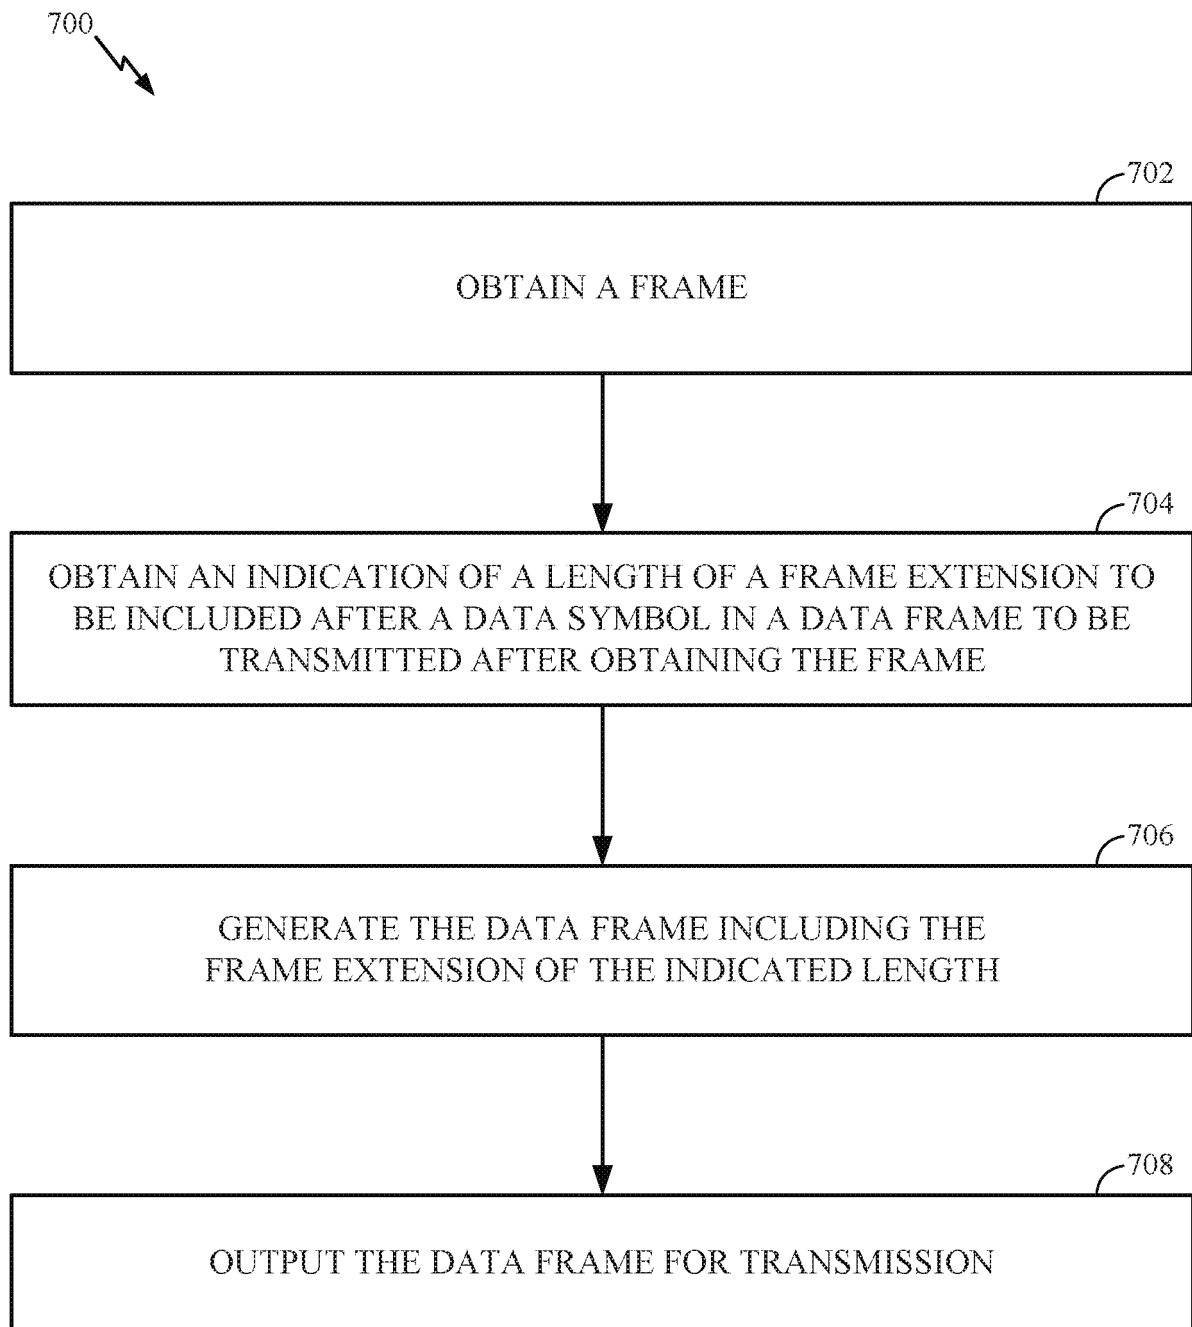 700
702
OBTAIN A FRAME
704
OBTAIN AN INDICATION OF A LENGTH OF A FRAME EXTENSION TO
BE INCLUDED AFTER A DATA SYMBOL IN A DATA FRAME TO BE
TRANSMITTED AFTER OBTAINING THE FRAME
706
GENERATE THE DATA FRAME INCLUDING THE
FRAME EXTENSION OF THE INDICATED LENGTH
708
OUTPUT THE DATA FRAME FOR TRANSMISSION